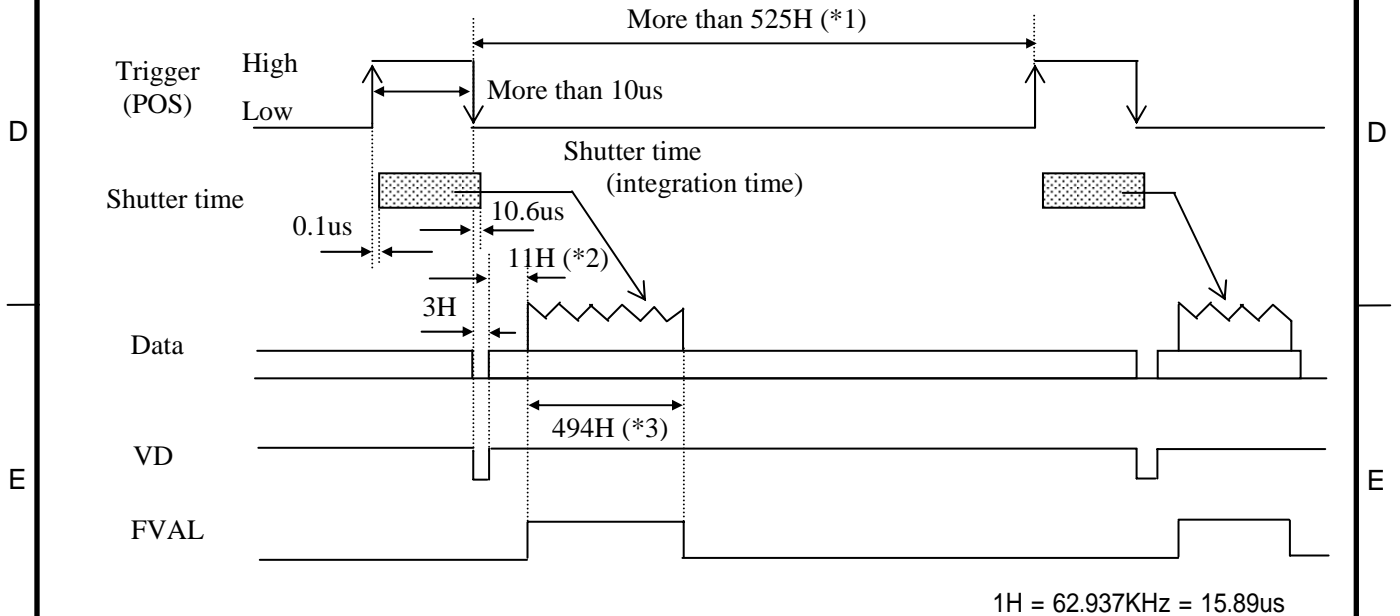 More than 525H (*1)
Trigger
(POS)
High
Low
More than 10us
D
D
Shutter time
(integration time)
Shutter time
0.1us
10.6us
11H (*2)
3H
Data
494H (*3)
VD
E
E
FVAL
1H = 62.937KHz = 15.89us